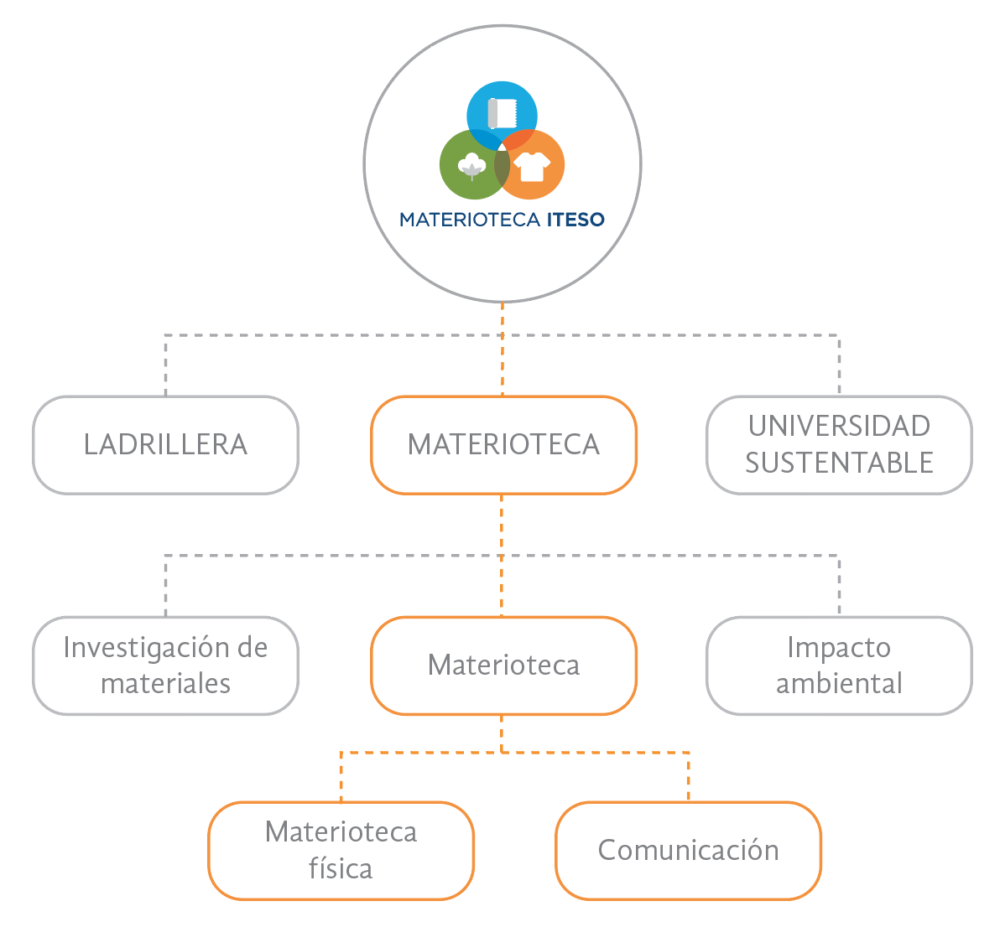 MATERIOTECA ITESO
LADRILLERA
MATERIOTECA
UNIVERSIDAD
SUSTENTABLE
Investigación de
materiales
Materioteca
Impacto
ambiental
Materioteca
física
Comunicación